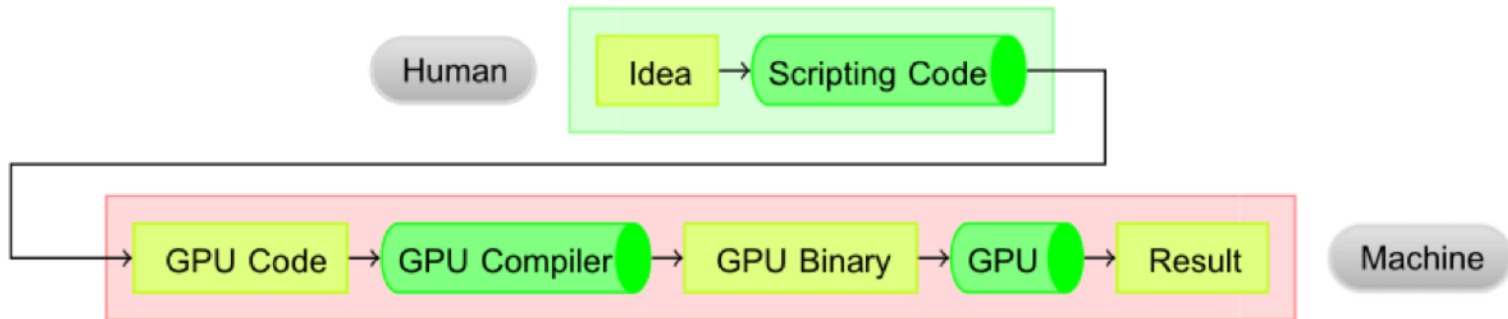 Human
Idea
Scripting Code
GPU Code
GPU Compiler
GPU Binary
GPU
Result
Machine